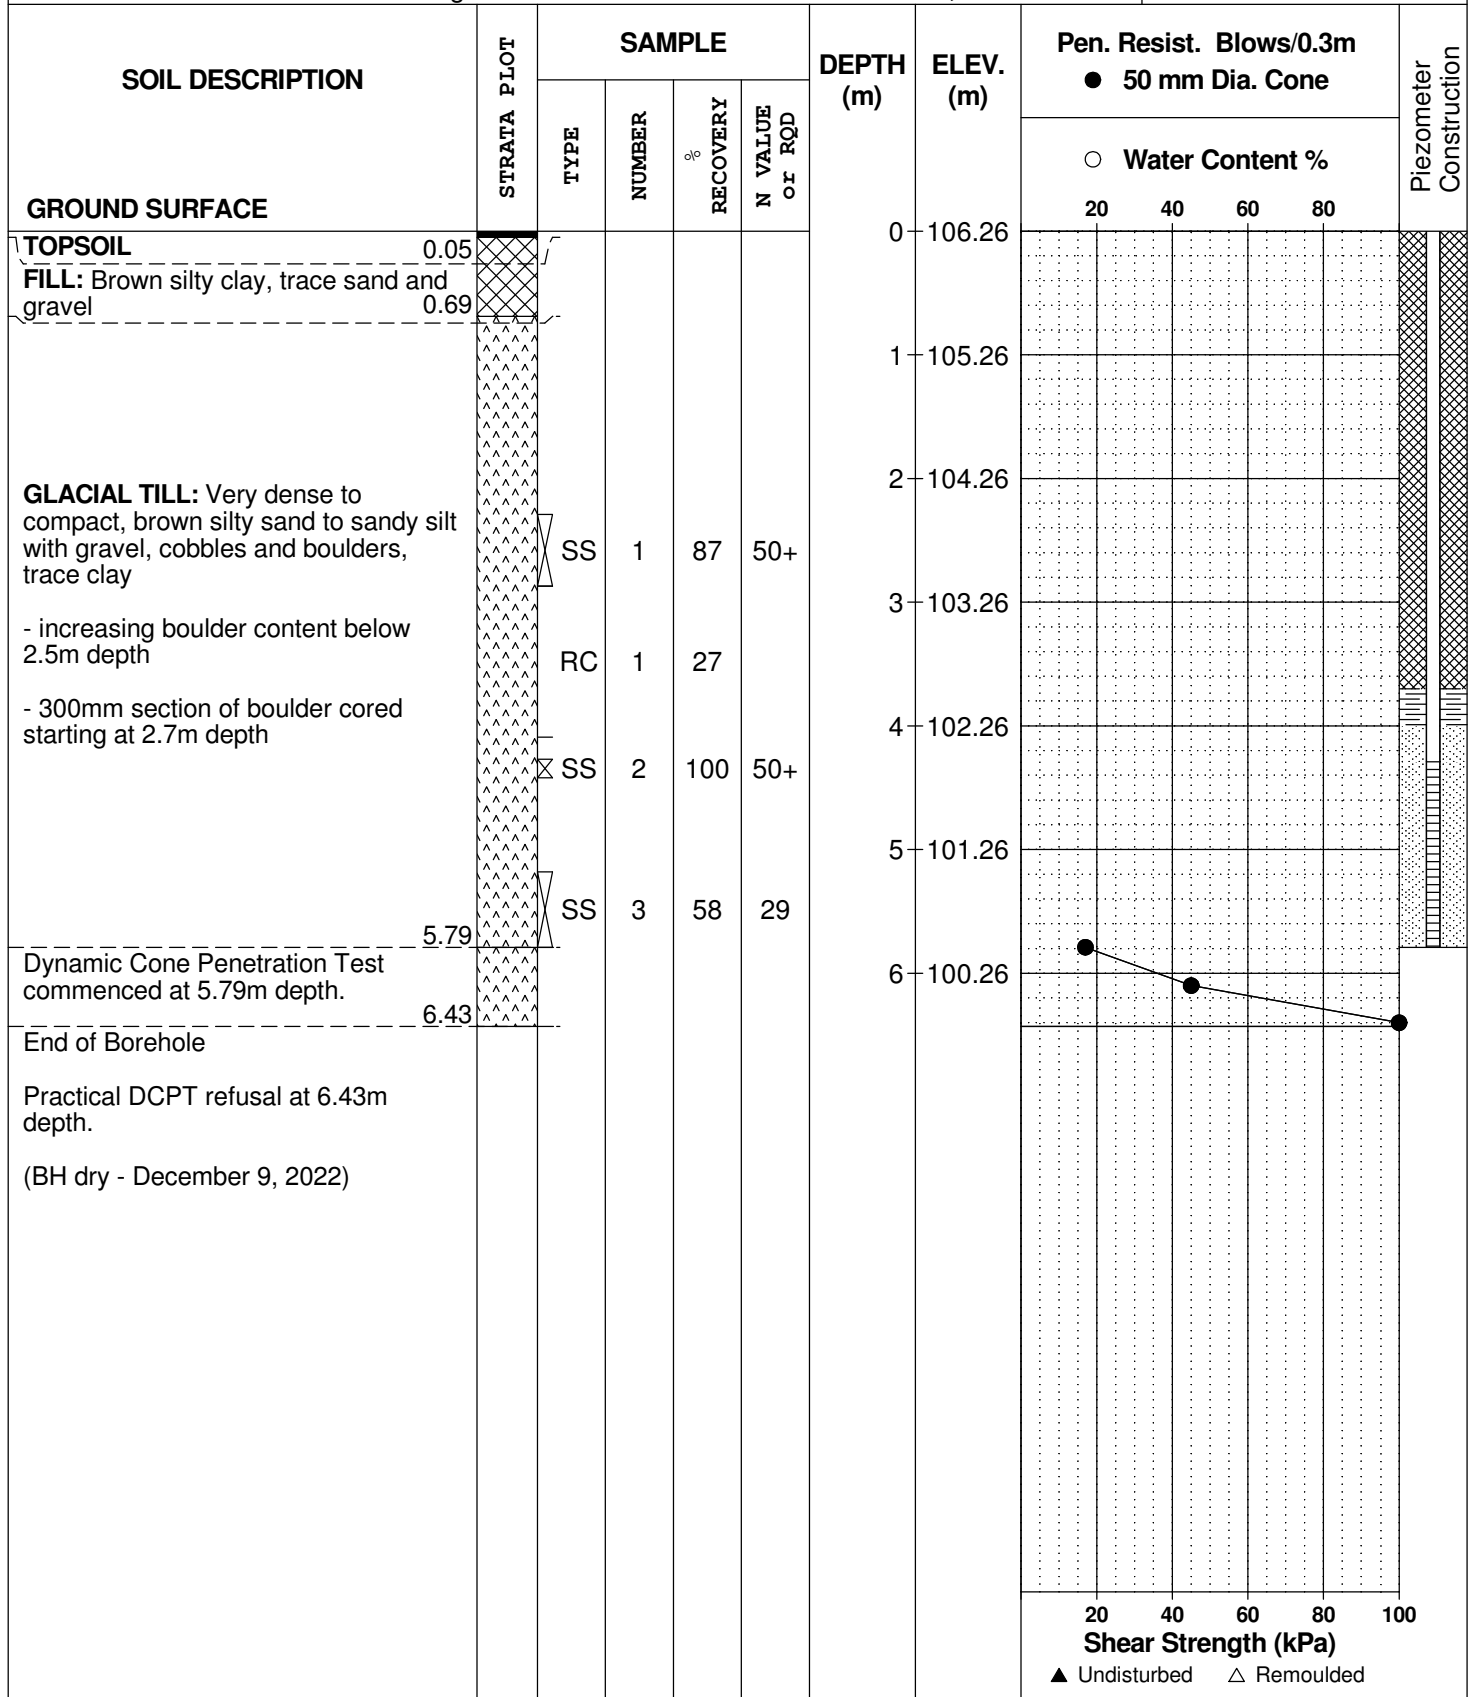 SOIL DESCRIPTION
GROUND SURFACE
STRATA PLOT
SAMPLE
TYPE
NUMBER
% RECOVERY
N VALUE or RQD
DEPTH (m)
ELEV. (m)
Pen. Resist. Blows/0.3m
● 50 mm Dia. Cone
○ Water Content %
20 40 60 80
Piezometer Construction
TOPSOIL 0.05
FILL: Brown silty clay, trace sand and
gravel 0.69
0 106.26
1 105.26
2 104.26
GLACIAL TILL: Very dense to
compact, brown silty sand to sandy silt
with gravel, cobbles and boulders,
trace clay
SS 1 87 50+
3 103.26
- increasing boulder content below
2.5m depth
RC 1 27
- 300mm section of boulder cored
starting at 2.7m depth
4 102.26
SS 2 100 50+
5 101.26
SS 3 58 29
5.79
Dynamic Cone Penetration Test
commenced at 5.79m depth.
6 100.26
6.43
End of Borehole
Practical DCPT refusal at 6.43m
depth.
(BH dry - December 9, 2022)
20 40 60 80 100
Shear Strength (kPa)
▲ Undisturbed △ Remoulded